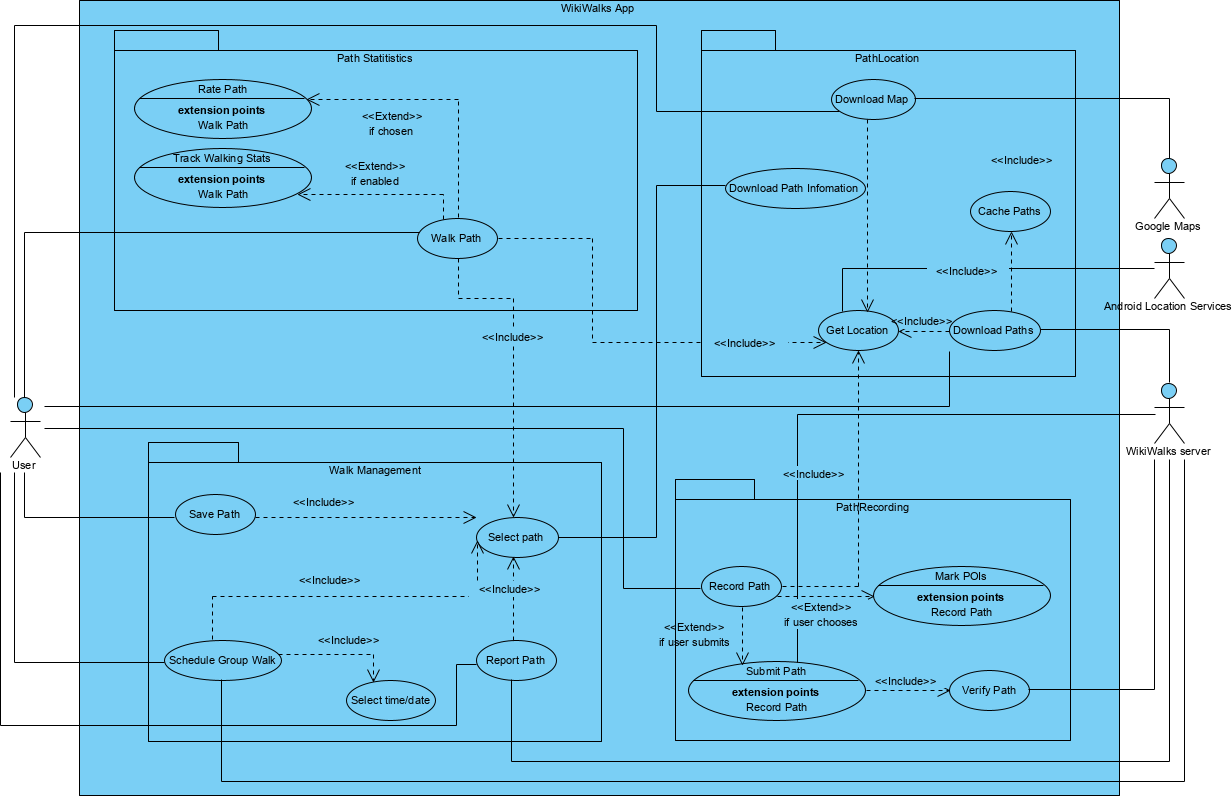 WikiWalks App
Path Statitistics
Rate Path
extension points
Walk Path
<<Extend>>
if chosen
Track Walking Stats
extension points
Walk Path
<<Extend>>
if enabled
Walk Path
PathLocation
Download Map
<<Include>>
Download Path Infomation
Cache Paths
<<Include>>
Get Location
<<Include>>
Download Paths
<<Include>>
<<Include>>
Google Maps
Android Location Services
User
WikiWalks server
Walk Management
Save Path
<<Include>>
Select path
<<Include>>
<<Include>>
Schedule Group Walk
<<Include>>
Report Path
Select time/date
<<Include>>
PathRecording
Record Path
Mark POIs
extension points
Record Path
<<Extend>>
if user chooses
<<Extend>>
if user submits
Submit Path
extension points
Record Path
<<Include>>
Verify Path